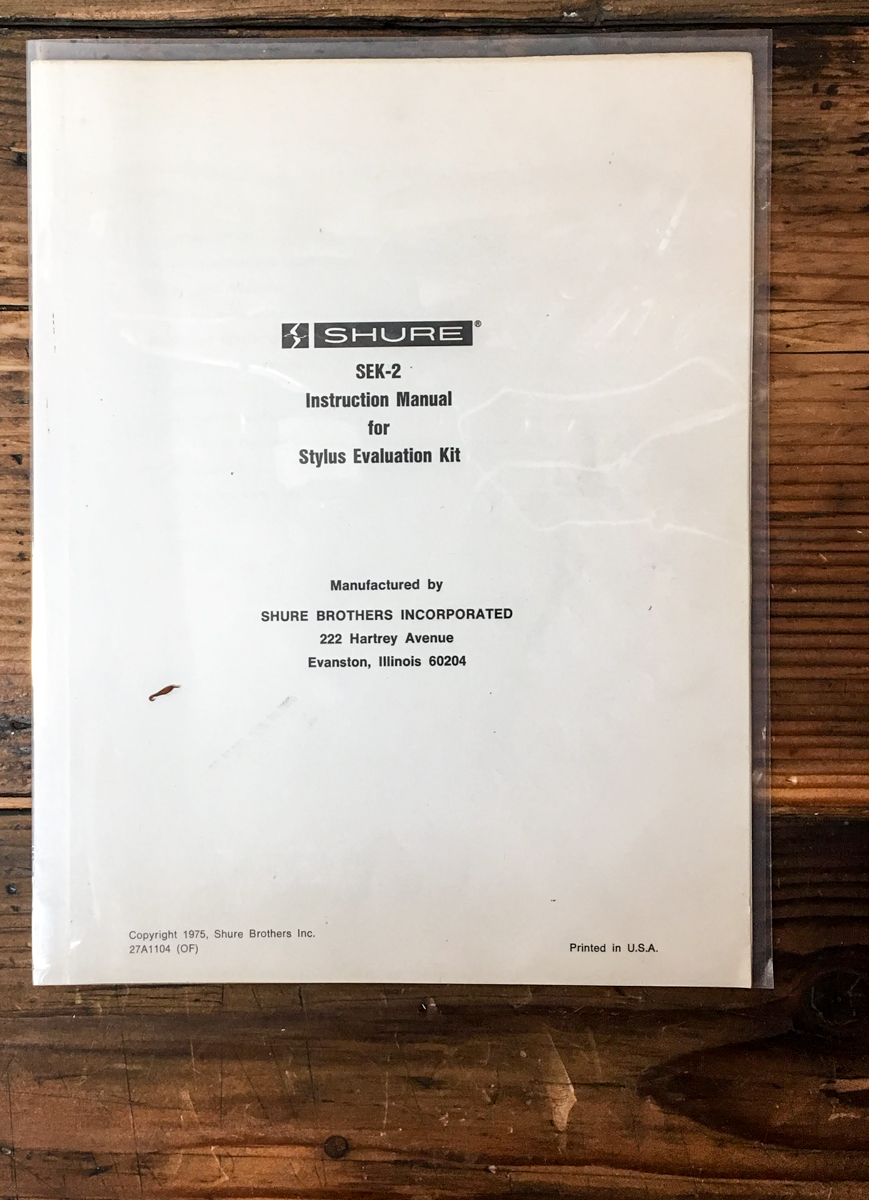 SHURE®
SEK-2
Instruction Manual
for
Stylus Evaluation Kit
Manufactured by
SHURE BROTHERS INCORPORATED
222 Hartrey Avenue
Evanston, Illinois 60204
Copyright 1975, Shure Brothers Inc.
27A1104 (OF)
Printed in U.S.A.